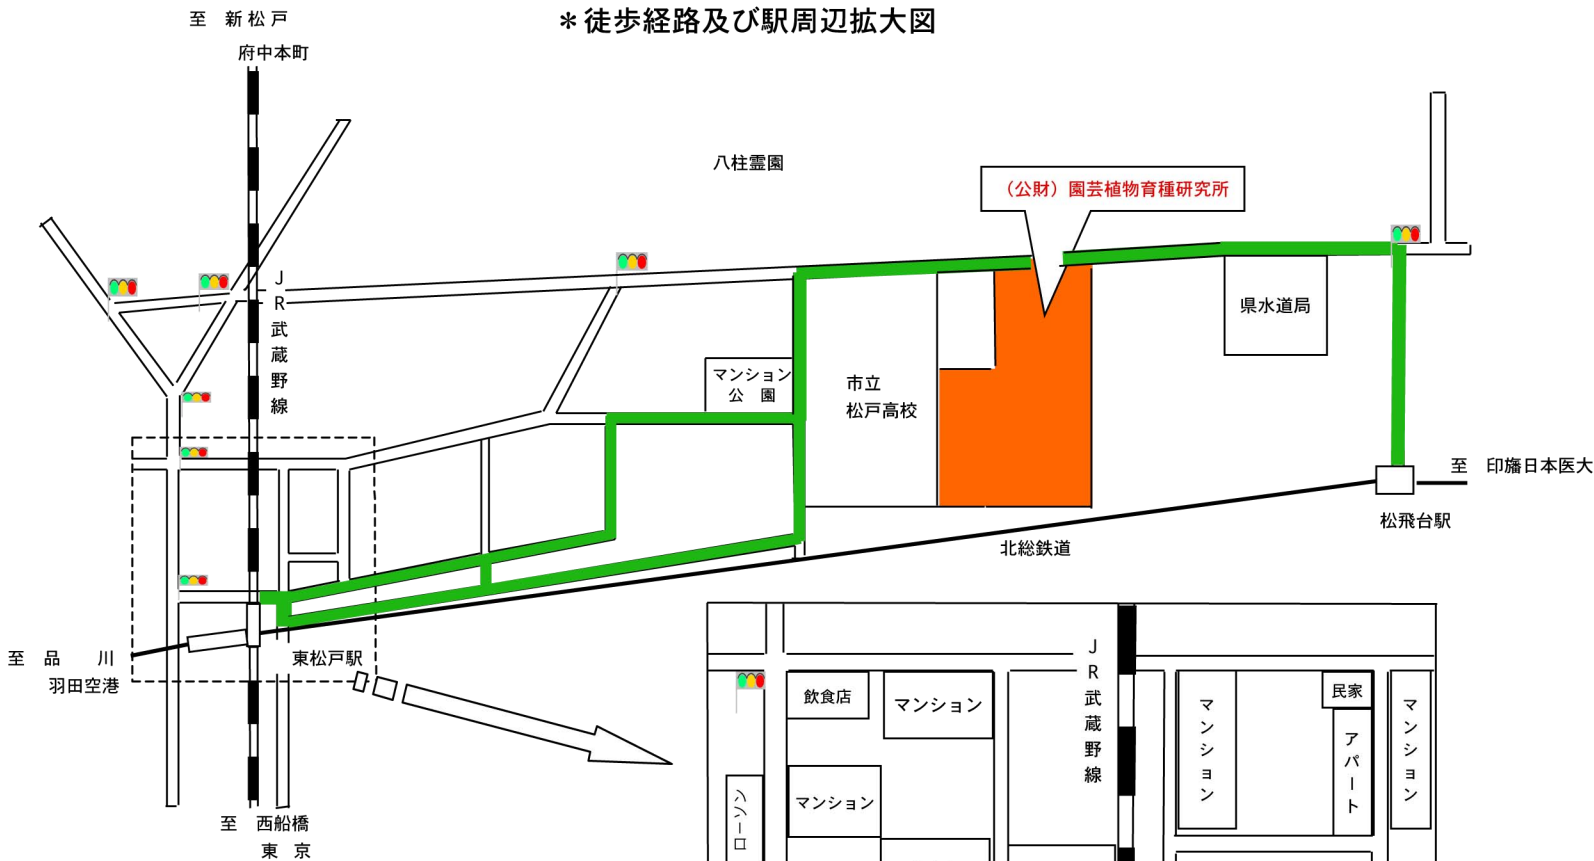 ＊徒歩経路及び駅周辺拡大図
至　新松戸
府中本町
八柱霊園
（公財）園芸植物育種研究所
ＪＲ武蔵野線
県水道局
マンション
公　園
市立
松戸高校
至　印旛日本医大
松飛台駅
北総鉄道
至　品　川
羽田空港
東松戸駅
至　西船橋
東　京
ＪＲ武蔵野線
飲食店
マンション
マンション
民家
マンション
アパート
マンション
ローソン